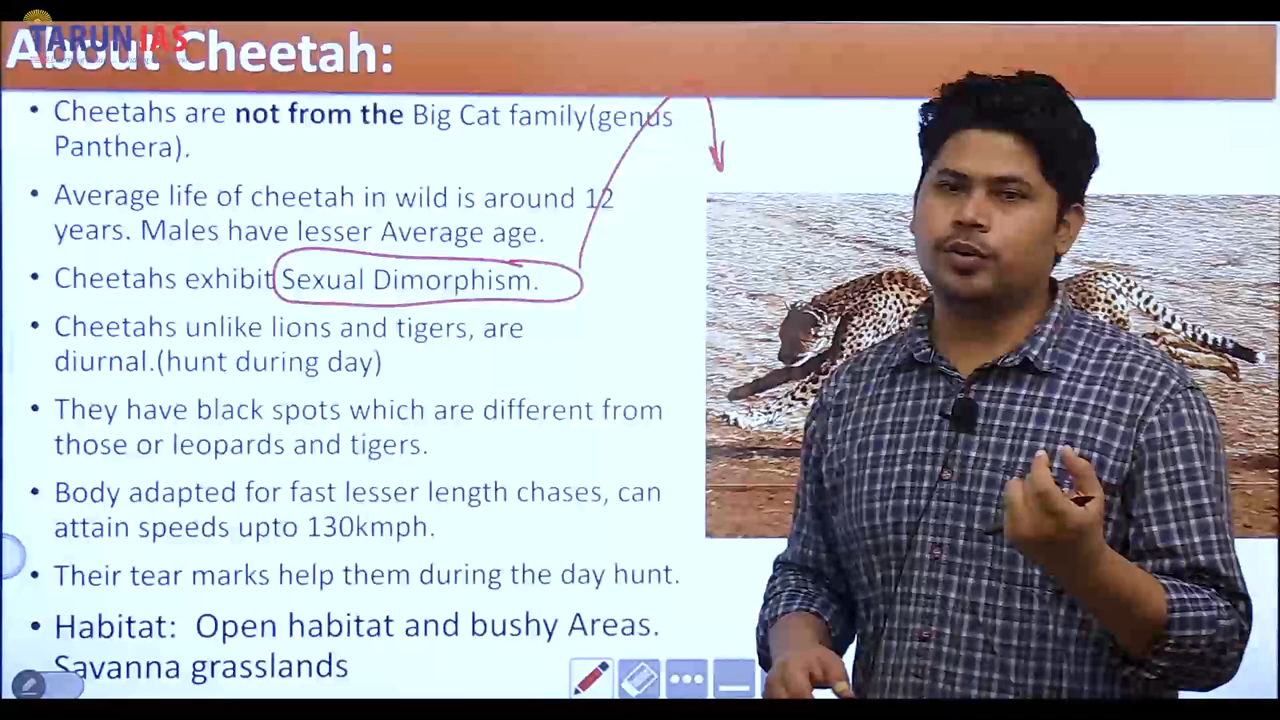 TARUN IAS
About Cheetah:
• Cheetahs are not from the Big Cat family(genus
Panthera).
• Average life of cheetah in wild is around 12
years. Males have lesser Average age.
• Cheetahs exhibit Sexual Dimorphism.
• Cheetahs unlike lions and tigers, are
diurnal.(hunt during day)
• They have black spots which are different from
those or leopards and tigers.
• Body adapted for fast lesser length chases, can
attain speeds upto 130kmph.
• Their tear marks help them during the day hunt.
• Habitat: Open habitat and bushy Areas.
Savanna grasslands